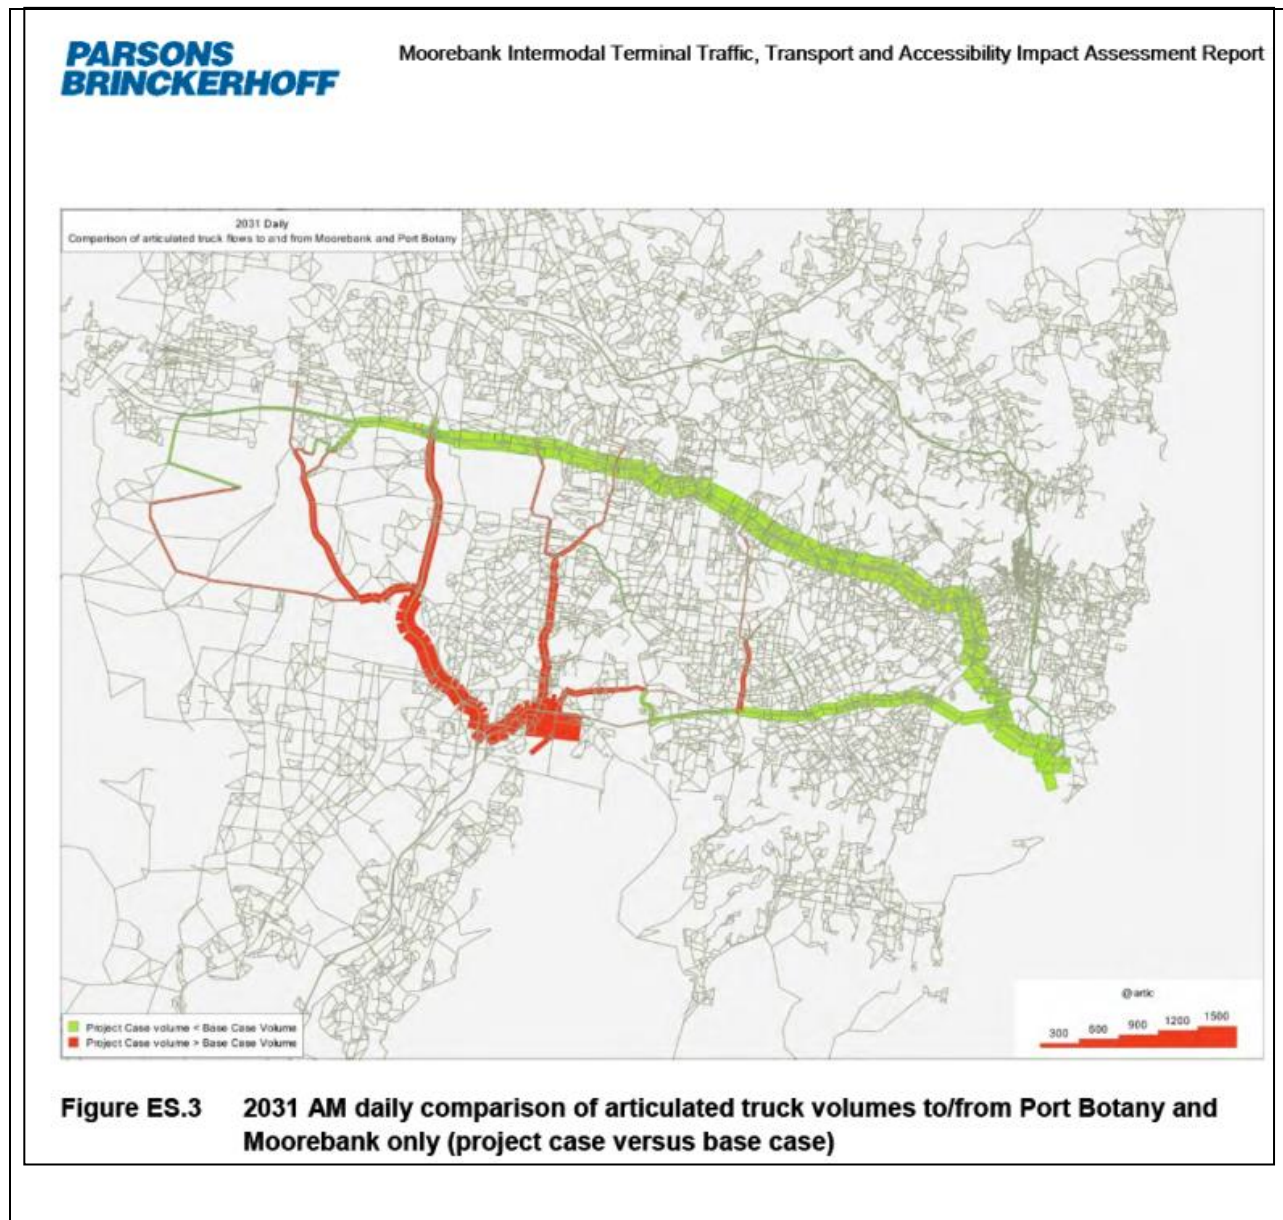 PARSONS
BRINCKERHOFF
Moorebank Intermodal Terminal Traffic, Transport and Accessibility Impact Assessment Report
2031 Daily
Comparison of articulated truck flows to and from Moorebank and Port Botany
@artic
300 600 900 1200 1500
Project Case volume < Base Case Volume
Project Case volume > Base Case Volume
Figure ES.3 2031 AM daily comparison of articulated truck volumes to/from Port Botany and
Moorebank only (project case versus base case)